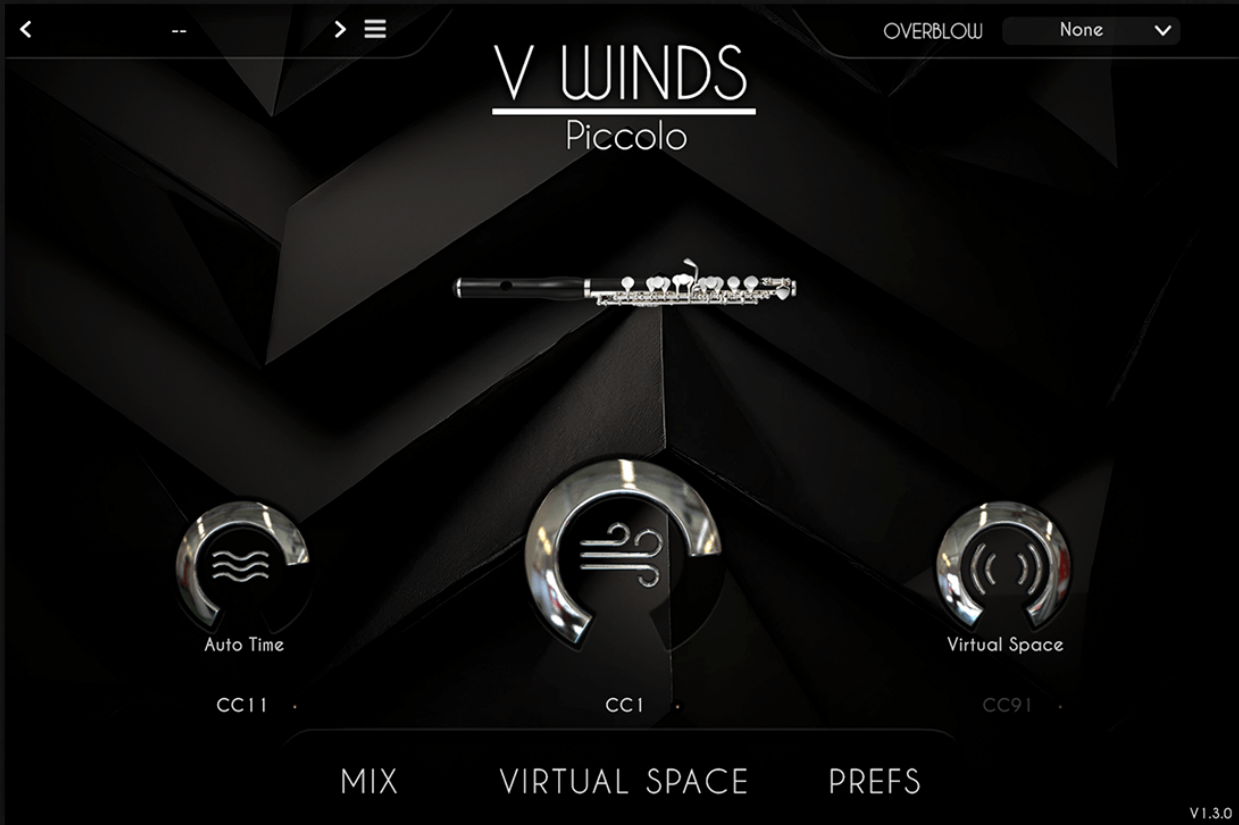 --
OVERBLOW
None
V WINDS
Piccolo
Auto Time
Virtual Space
CC11
CC1
CC91
MIX
VIRTUAL SPACE
PREFS
V1.3.0